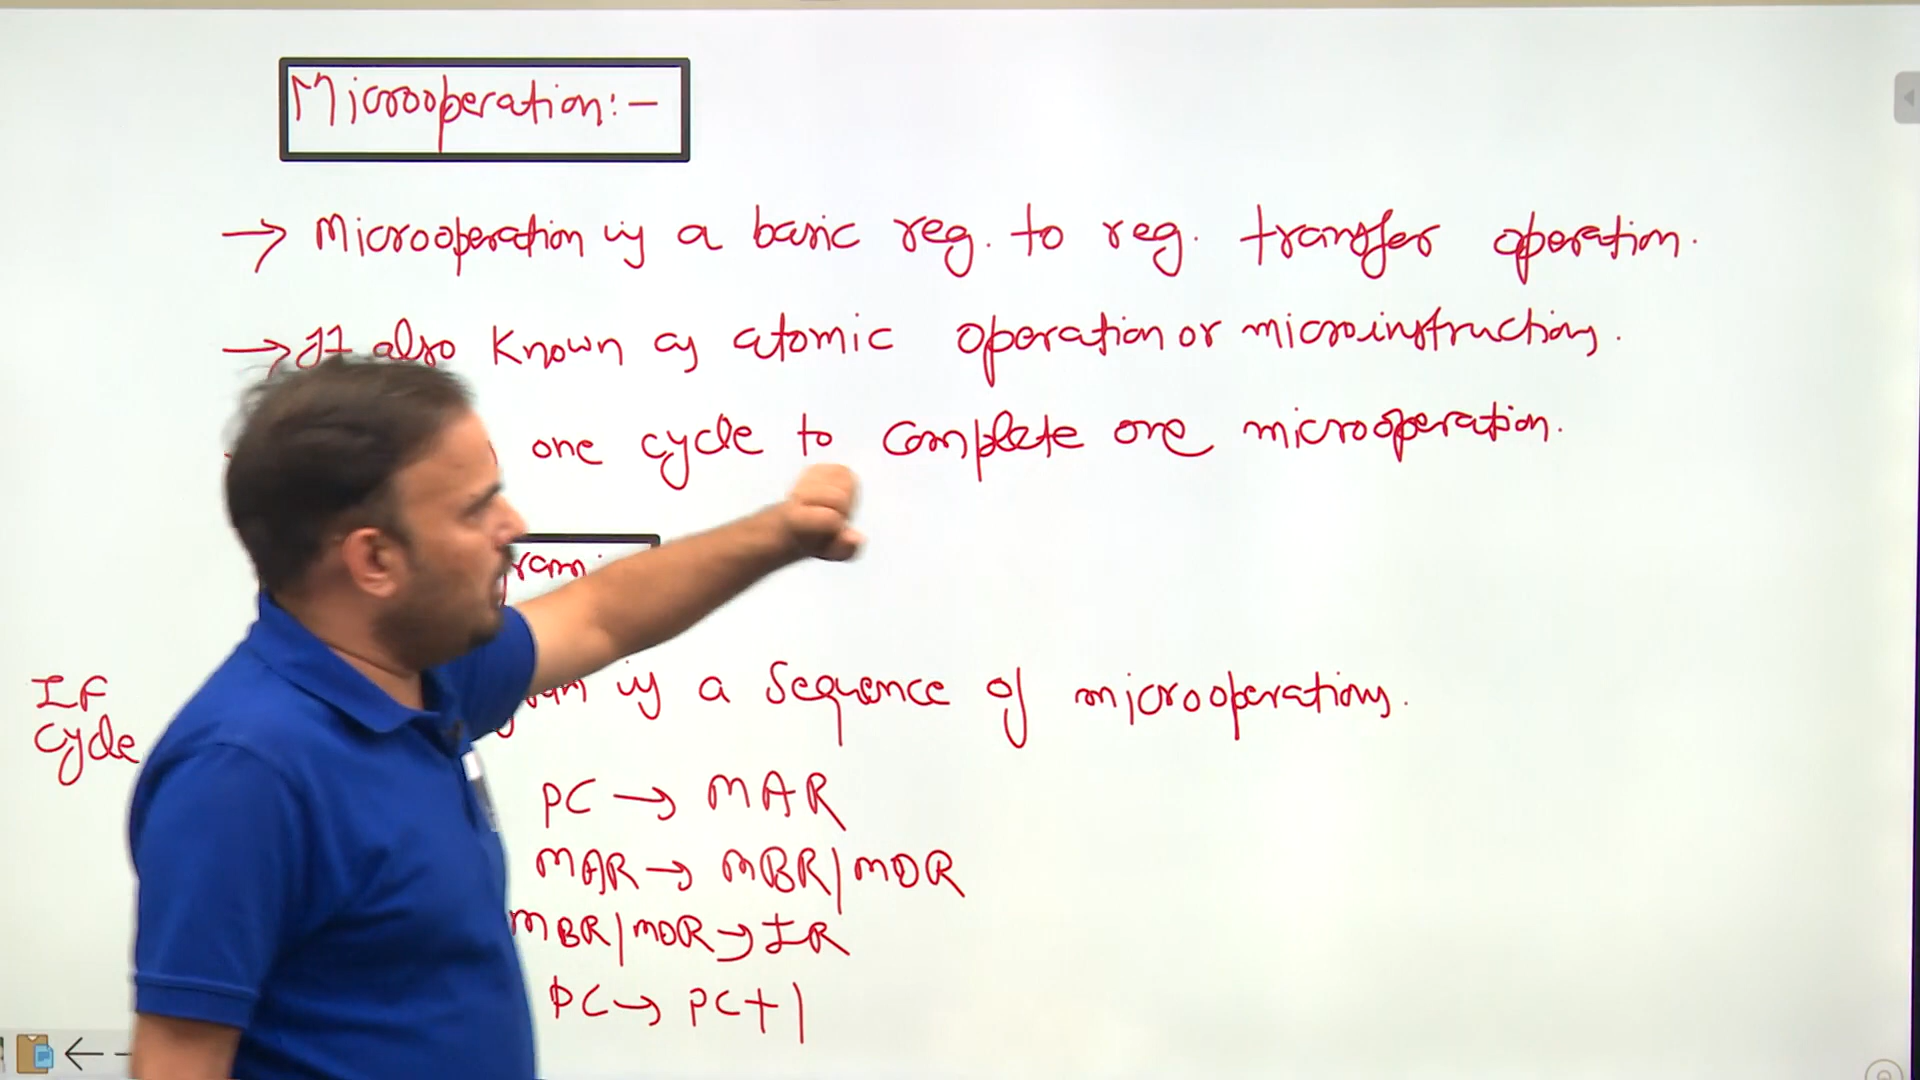 Microoperation:-
→ Microoperation is a basic reg. to reg. transfer operation.
→ It also known as atomic operation or microinstructions.
one cycle to complete one microoperation.
ram
IF is a sequence of microoperations.
cycle
PC → MAR
MAR → MBR|MDR
MBR|MDR → IR
PC → PC+1